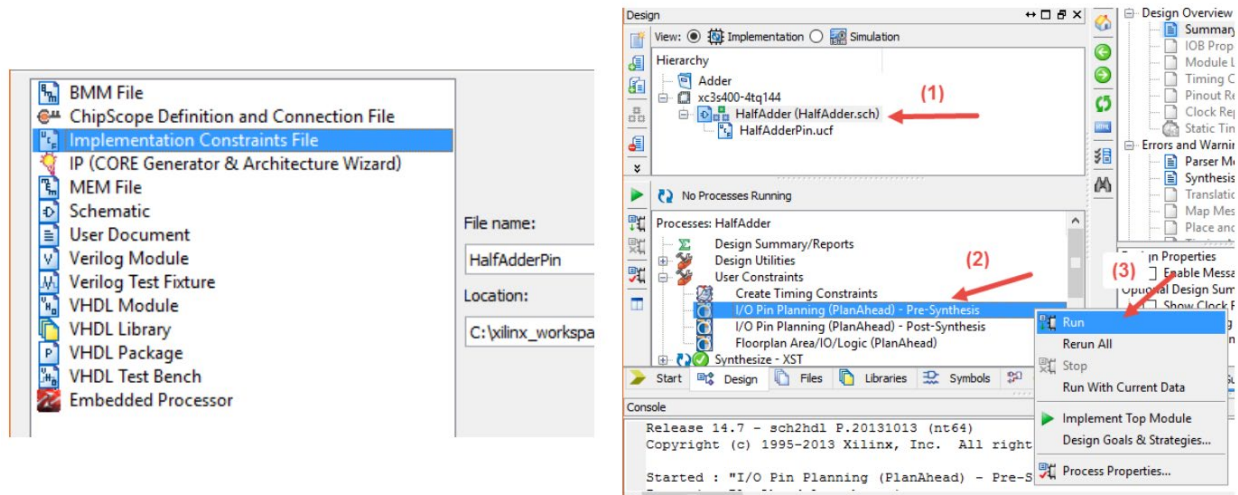 BMM File
ChipScope Definition and Connection File
Implementation Constraints File
IP (CORE Generator & Architecture Wizard)
MEM File
Schematic
User Document
Verilog Module
Verilog Test Fixture
VHDL Module
VHDL Library
VHDL Package
VHDL Test Bench
Embedded Processor
File name:
HalfAdderPin
Location:
C:\xilinx_workspa
Design
View: Implementation Simulation
Hierarchy
Adder
xc3s400-4tq144
HalfAdder (HalfAdder.sch)
HalfAdderPin.ucf
(1)
No Processes Running
Processes: HalfAdder
Design Summary/Reports
Design Utilities
User Constraints
Create Timing Constraints
I/O Pin Planning (PlanAhead) - Pre-Synthesis
I/O Pin Planning (PlanAhead) - Post-Synthesis
Floorplan Area/IO/Logic (PlanAhead)
Synthesize - XST
(2)
Start Design Files Libraries Symbols
Console
Release 14.7 - sch2hdl P.20131013 (nt64)
Copyright (c) 1995-2013 Xilinx, Inc. All right
Started : "I/O Pin Planning (PlanAhead) - Pre-S
Design Overview
Summary
IOB Prop
Module L
Timing C
Pinout Re
Clock Rep
Static Tim
Errors and Warnin
Parser Me
Synthesis
Translatio
Map Mes
Place and
Design Properties
Enable Messa
Optional Design Sum
Show Clock F
(3)
Run
Rerun All
Stop
Run With Current Data
Implement Top Module
Design Goals & Strategies...
Process Properties...